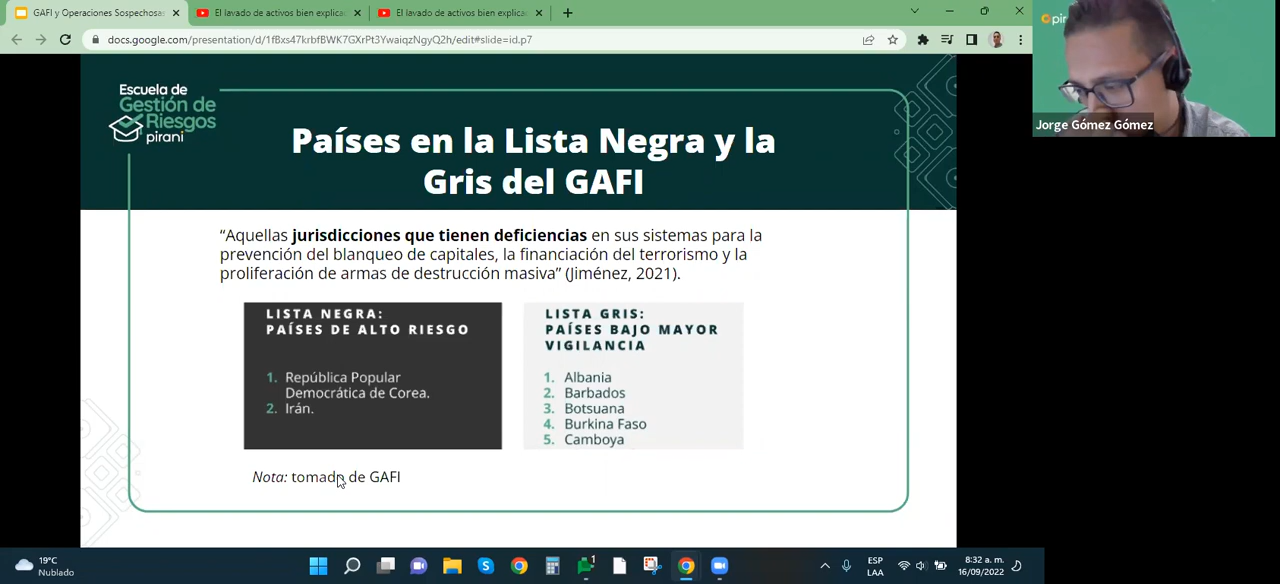 GAFI y Operaciones Sospechosas
El lavado de activos bien explica
El lavado de activos bien explica
docs.google.com/presentation/d/1fBxs47krbfBWK7GXrPt3YwaiqzNgyQ2h/edit#slide=id.p7
Escuela de
Gestión de
Riesgos
pirani
Países en la Lista Negra y la
Gris del GAFI
“Aquellas jurisdicciones que tienen deficiencias en sus sistemas para la
prevención del blanqueo de capitales, la financiación del terrorismo y la
proliferación de armas de destrucción masiva” (Jiménez, 2021).
LISTA NEGRA:
PAÍSES DE ALTO RIESGO
1. República Popular
Democrática de Corea.
2. Irán.
LISTA GRIS:
PAÍSES BAJO MAYOR
VIGILANCIA
1. Albania
2. Barbados
3. Botsuana
4. Burkina Faso
5. Camboya
Nota: tomado de GAFI
Jorge Gómez Gómez
19°C
Nublado
1
ESP
LAA
8:32 a. m.
16/09/2022